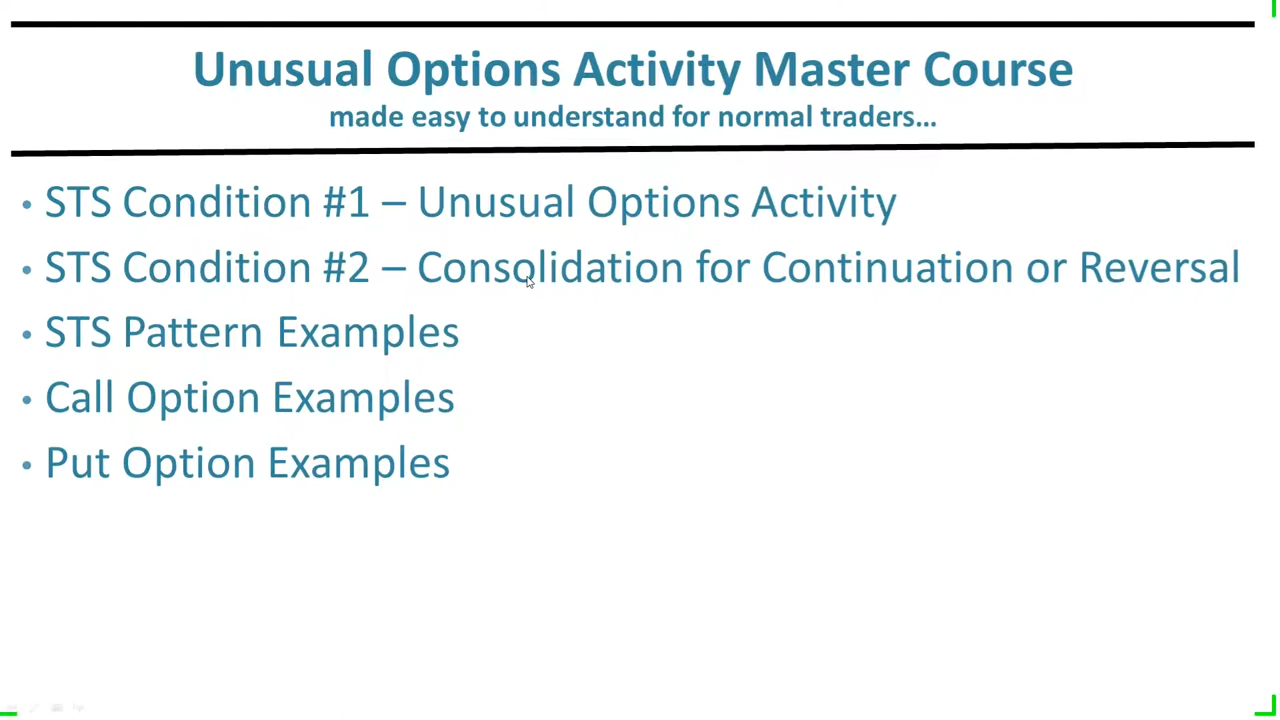 Unusual Options Activity Master Course
made easy to understand for normal traders…
• STS Condition #1 – Unusual Options Activity
• STS Condition #2 – Consolidation for Continuation or Reversal
• STS Pattern Examples
• Call Option Examples
• Put Option Examples